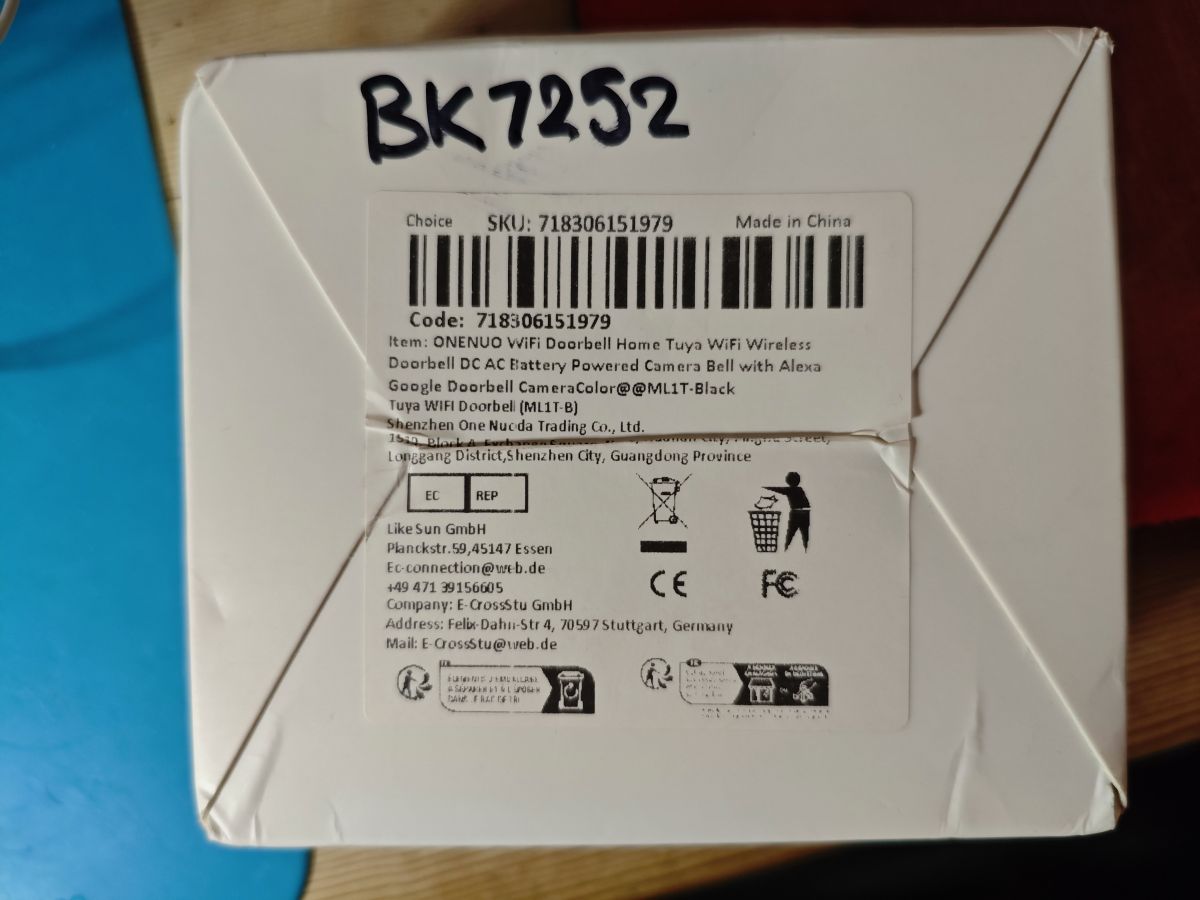 BK7252
Choice SKU: 718306151979 Made in China
Code: 718306151979
Item: ONENUO WiFi Doorbell Home Tuya WiFi Wireless
Doorbell DC AC Battery Powered Camera Bell with Alexa
Google Doorbell CameraColor@@ML1T-Black
Tuya WIFI Doorbell (ML1T-B)
Shenzhen One Nuoda Trading Co., Ltd.
Block A
Longgang District,Shenzhen City, Guangdong Province
EC REP
Like Sun GmbH
Planckstr.59,45147 Essen
Ec-connection@web.de
+49 471 39156605
CE FC
Company: E-CrossStu GmbH
Address: Felix-Dahn-Str 4, 70597 Stuttgart, Germany
Mail: E-CrossStu@web.de
FR